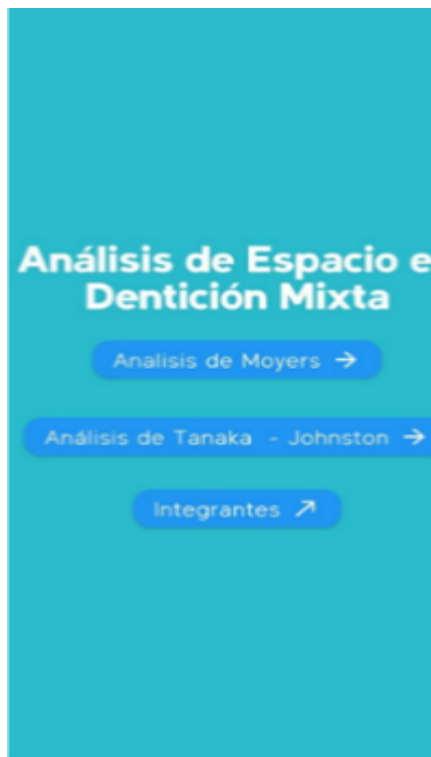 Análisis de Espacio e
Dentición Mixta
Analisis de Moyers →
Análisis de Tanaka - Johnston →
Integrantes ↗